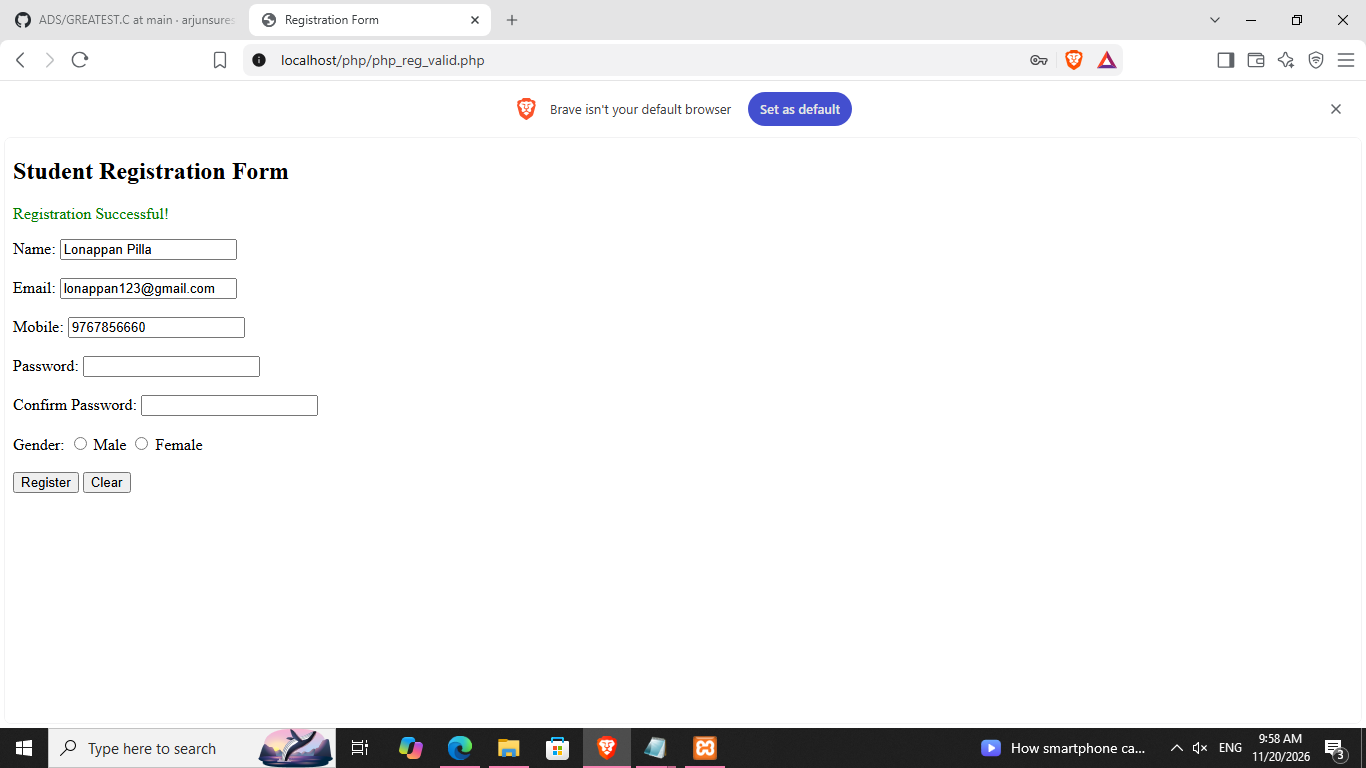 ADS/GREATEST.C at main · arjunsures
Registration Form
localhost/php/php_reg_valid.php
Brave isn't your default browser
Set as default
Student Registration Form
Registration Successful!
Name: Lonappan Pilla
Email: lonappan123@gmail.com
Mobile: 9767856660
Password:
Confirm Password:
Gender: Male Female
Register Clear
Type here to search
How smartphone ca...
ENG
9:58 AM
11/20/2026
3